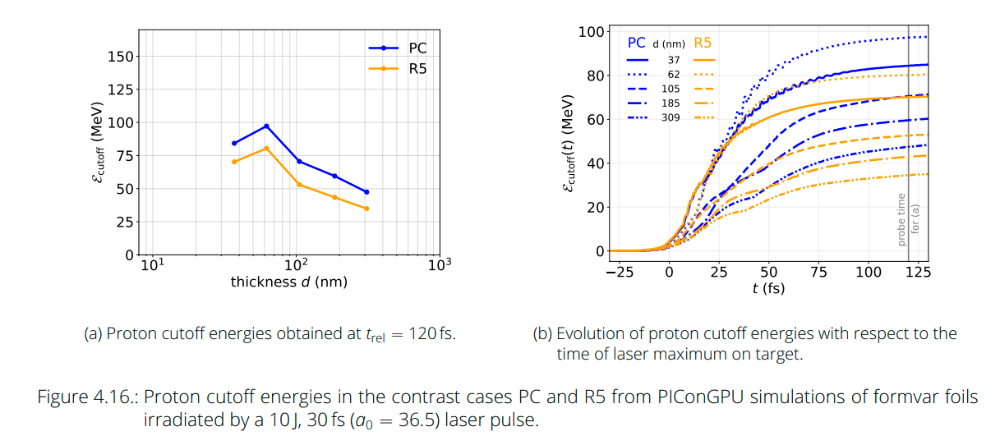 150
125
100
75
50
25
0
ℰcutoff (MeV)
PC
R5
10¹ 10² 10³
thickness d (nm)
(a) Proton cutoff energies obtained at trel = 120 fs.
100
80
60
40
20
0
ℰcutoff(t) (MeV)
PC d (nm) R5
37
62
105
185
309
probe time
for (a)
−25 0 25 50 75 100 125
t (fs)
(b) Evolution of proton cutoff energies with respect to the
time of laser maximum on target.
Figure 4.16.: Proton cutoff energies in the contrast cases PC and R5 from PIConGPU simulations of formvar foils
irradiated by a 10 J, 30 fs (a₀ = 36.5) laser pulse.